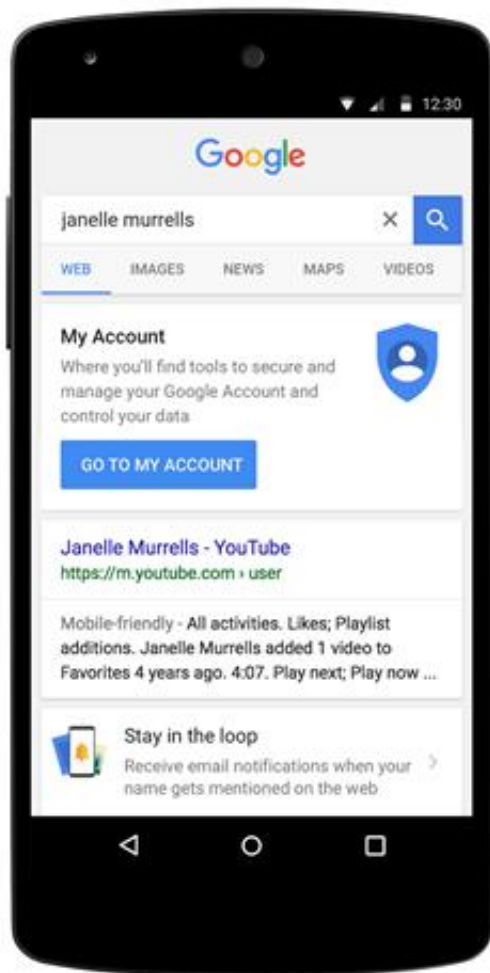 12:30
Google
janelle murrells
WEB IMAGES NEWS MAPS VIDEOS
My Account
Where you'll find tools to secure and
manage your Google Account and
control your data
GO TO MY ACCOUNT
Janelle Murrells - YouTube
https://m.youtube.com › user
Mobile-friendly - All activities. Likes; Playlist
additions. Janelle Murrells added 1 video to
Favorites 4 years ago. 4:07. Play next; Play now ...
Stay in the loop
Receive email notifications when your
name gets mentioned on the web